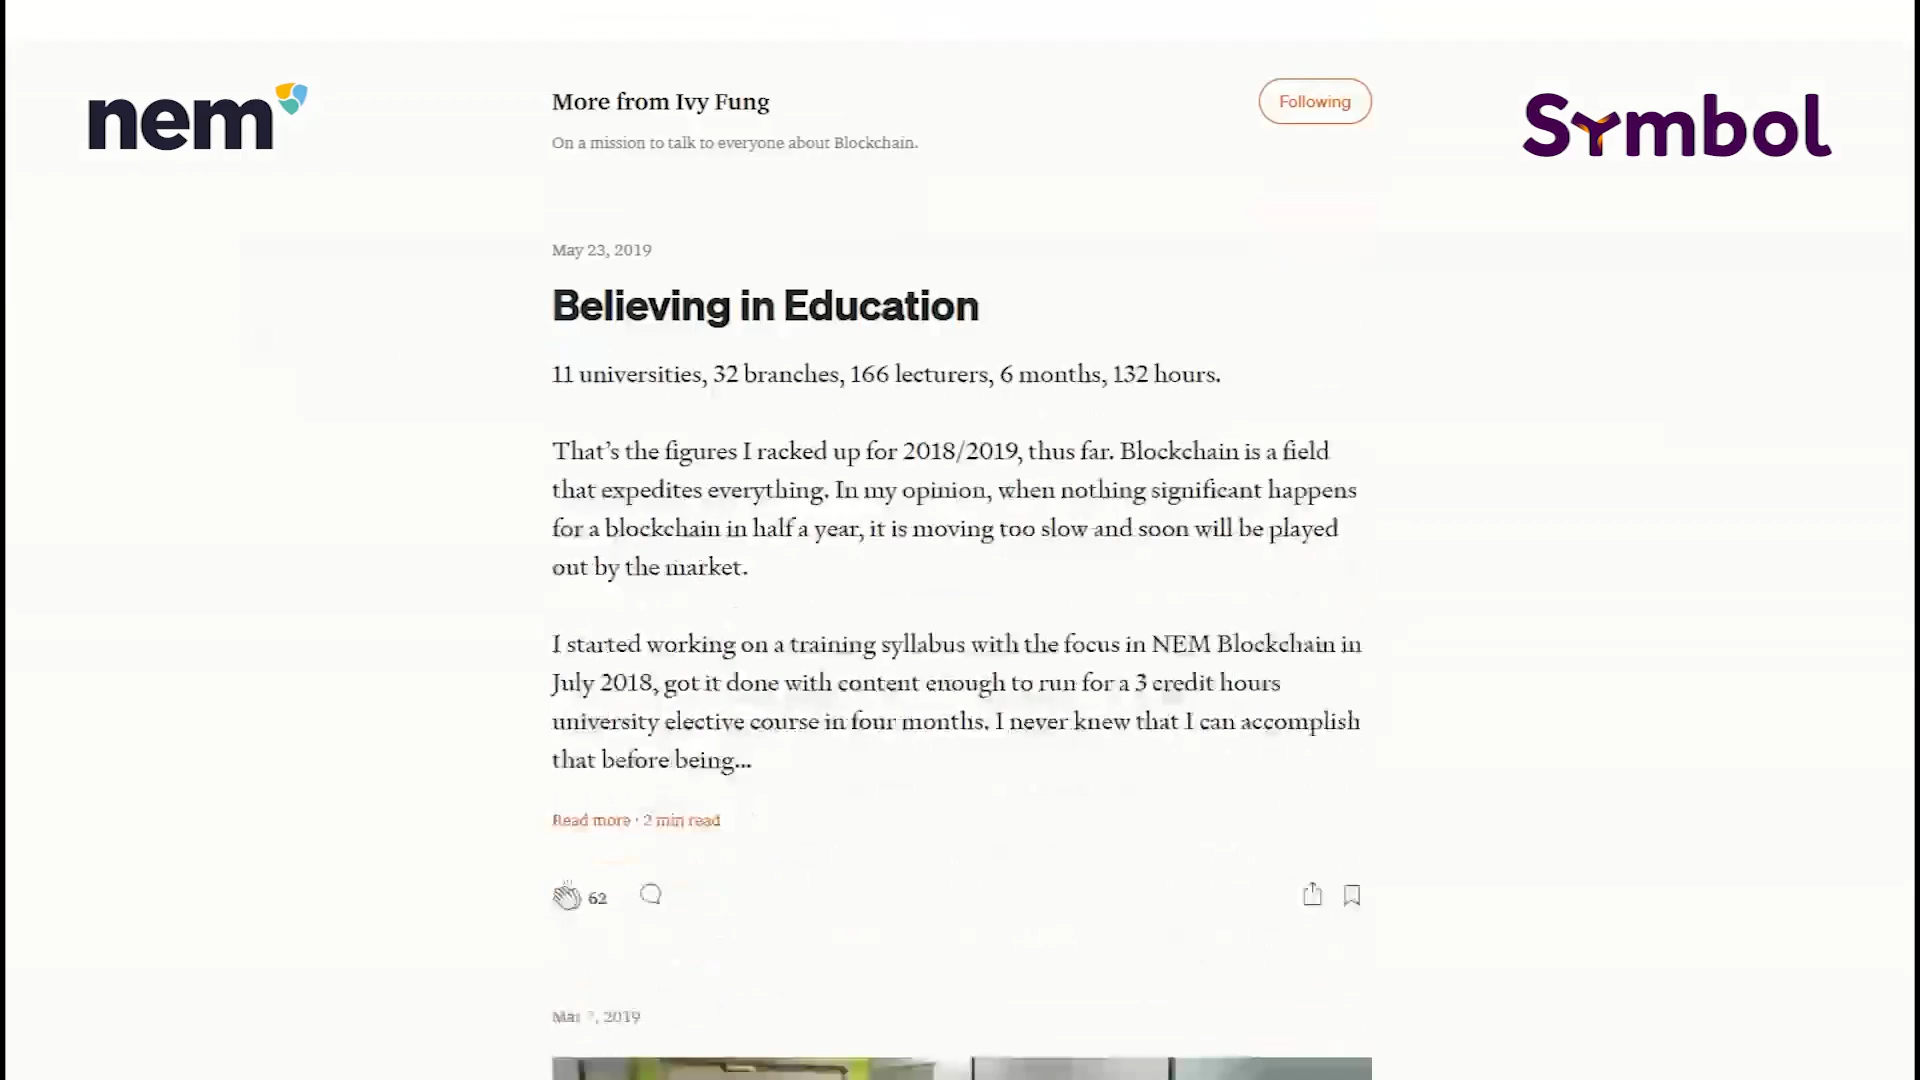 nem
More from Ivy Fung
Following
Symbol
On a mission to talk to everyone about Blockchain.
May 23, 2019
Believing in Education
11 universities, 32 branches, 166 lecturers, 6 months, 132 hours.
That’s the figures I racked up for 2018/2019, thus far. Blockchain is a field
that expedites everything. In my opinion, when nothing significant happens
for a blockchain in half a year, it is moving too slow and soon will be played
out by the market.
I started working on a training syllabus with the focus in NEM Blockchain in
July 2018, got it done with content enough to run for a 3 credit hours
university elective course in four months. I never knew that I can accomplish
that before being...
Read more · 2 min read
62
Mar , 2019